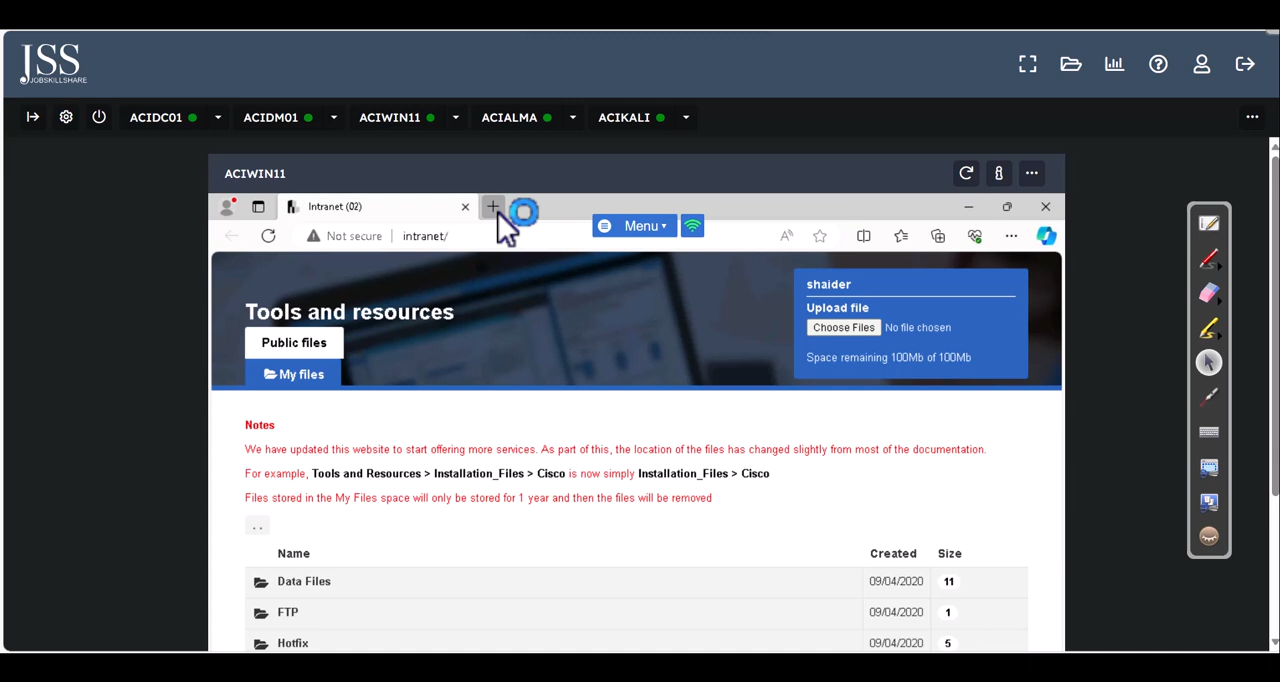 JSS
JOBSKILLSHARE
ACIDC01
ACIDM01
ACIWIN11
ACIALMA
ACIKALI
ACIWIN11
Intranet (02)
Not secure
intranet/
Menu
Tools and resources
Public files
My files
shaider
Upload file
Choose Files No file chosen
Space remaining 100Mb of 100Mb
Notes
We have updated this website to start offering more services. As part of this, the location of the files has changed slightly from most of the documentation.
For example, Tools and Resources > Installation_Files > Cisco is now simply Installation_Files > Cisco
Files stored in the My Files space will only be stored for 1 year and then the files will be removed
. .
Name Created Size
Data Files 09/04/2020 11
FTP 09/04/2020 1
Hotfix 09/04/2020 5